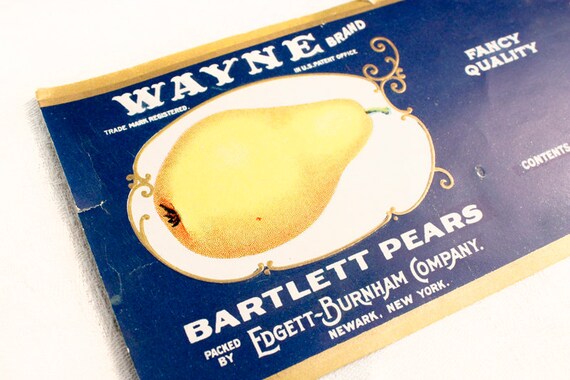 WAYNE BRAND
IN U.S. PATENT OFFICE
TRADE MARK REGISTERED
FANCY
QUALITY
CONTENTS
BARTLETT PEARS
PACKED
BY
EDGETT-BURNHAM COMPANY.
NEWARK, NEW YORK.